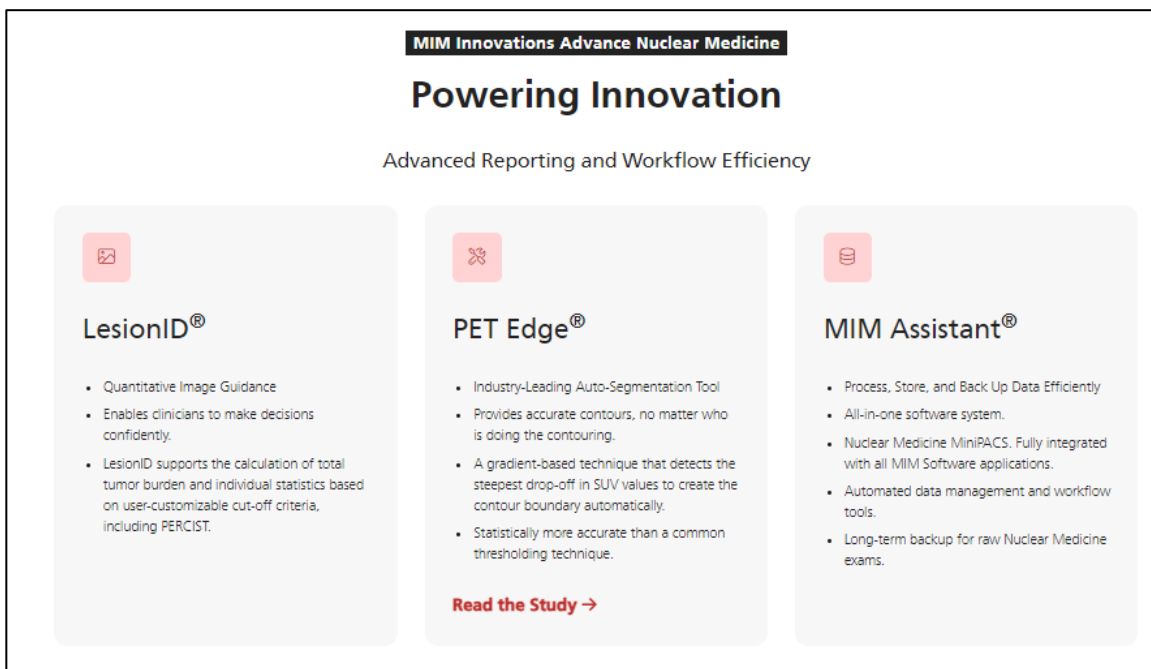 MIM Innovations Advance Nuclear Medicine
Powering Innovation
Advanced Reporting and Workflow Efficiency
LesionID®
• Quantitative Image Guidance
• Enables clinicians to make decisions
confidently.
• LesionID supports the calculation of total
tumor burden and individual statistics based
on user-customizable cut-off criteria,
including PERCIST.
PET Edge®
• Industry-Leading Auto-Segmentation Tool
• Provides accurate contours, no matter who
is doing the contouring.
• A gradient-based technique that detects the
steepest drop-off in SUV values to create the
contour boundary automatically.
• Statistically more accurate than a common
thresholding technique.
Read the Study →
MIM Assistant®
• Process, Store, and Back Up Data Efficiently
• All-in-one software system.
• Nuclear Medicine MiniPACS. Fully integrated
with all MIM Software applications.
• Automated data management and workflow
tools.
• Long-term backup for raw Nuclear Medicine
exams.